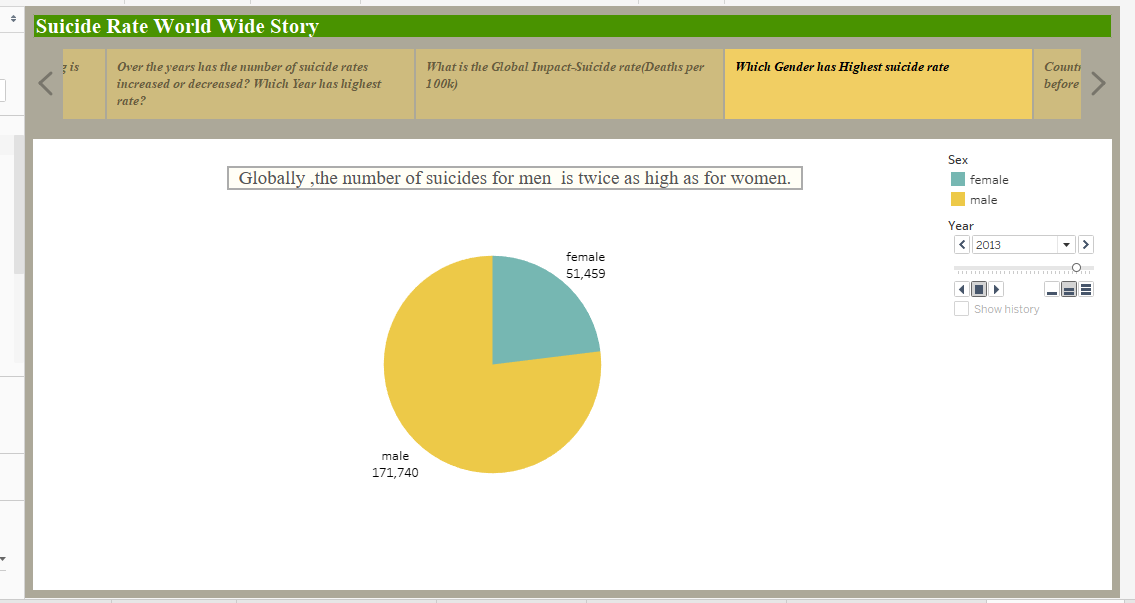 Suicide Rate World Wide Story
g is
Over the years has the number of suicide rates
increased or decreased? Which Year has highest
rate?
What is the Global Impact-Suicide rate(Deaths per
100k)
Which Gender has Highest suicide rate
Countr
before
Globally ,the number of suicides for men  is twice as high as for women.
Sex
female
male
Year
2013
Show history
female
51,459
male
171,740